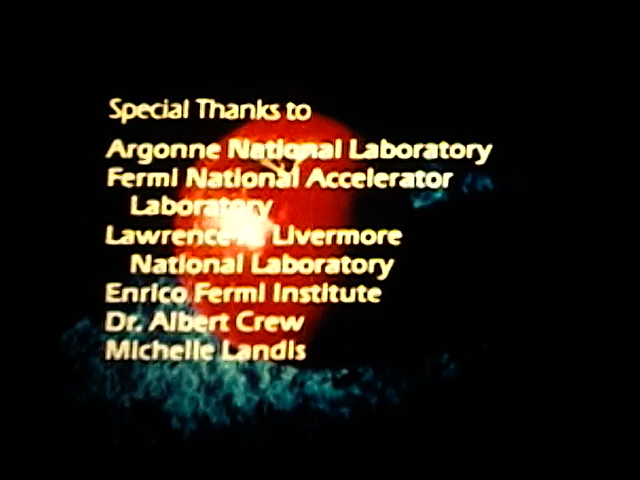 Special Thanks to
Argonne National Laboratory
Fermi National Accelerator
Laboratory
Lawrence Livermore
National Laboratory
Enrico Fermi Institute
Dr. Albert Crew
Michelle Landis